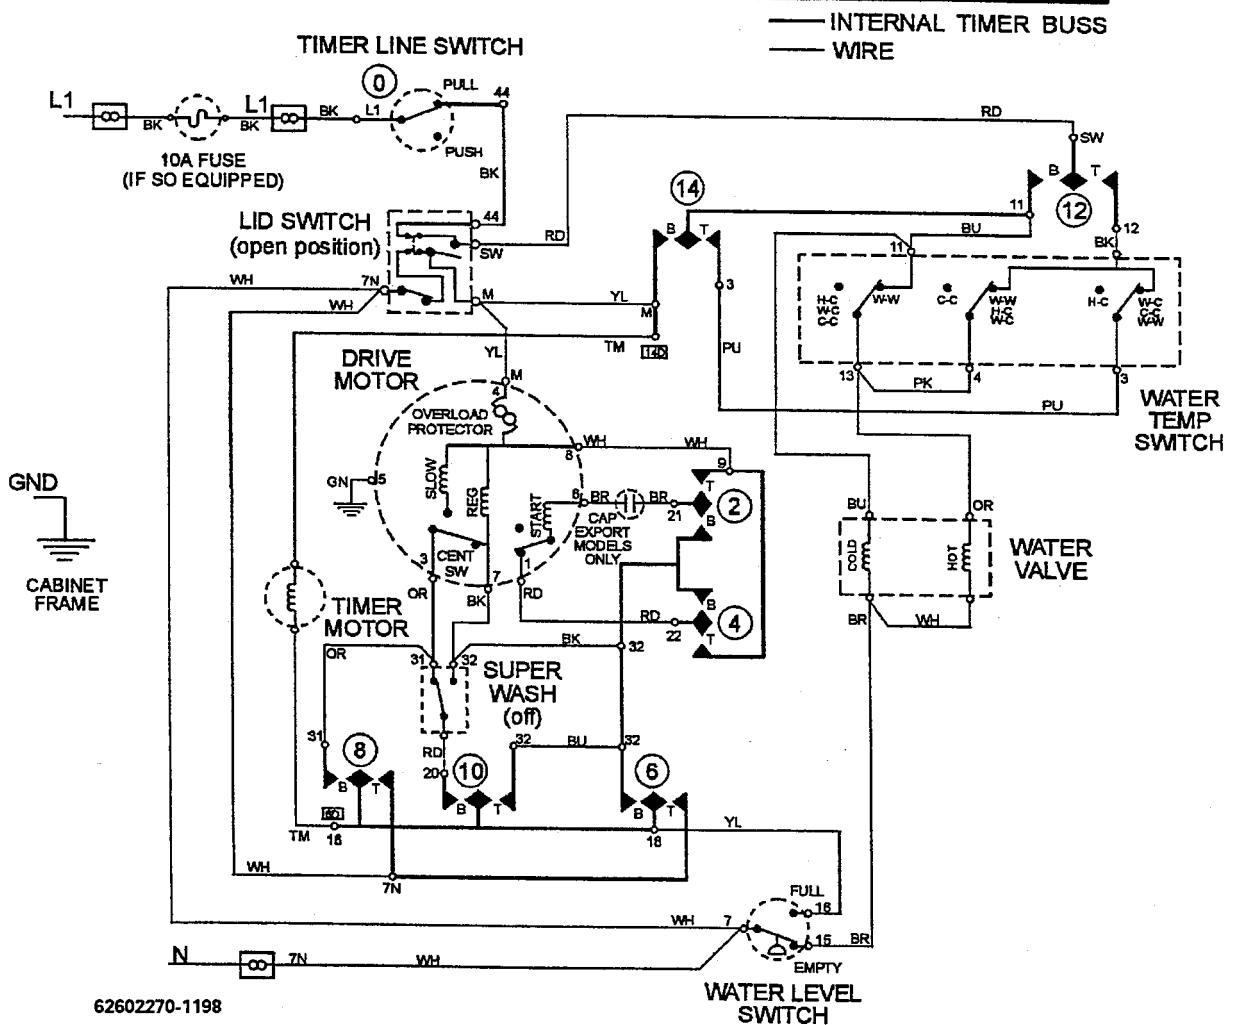 INTERNAL TIMER BUSS
WIRE
TIMER LINE SWITCH
0
PULL
44
L1
BK
L1
BK
BK
L1
PUSH
10A FUSE
(IF SO EQUIPPED)
BK
RD
SW
B
T
12
11
12
BK
14
B
T
LID SWITCH
(open position)
44
SW
RD
BU
11
WH
7N
WH
M
YL
M
3
TM
14D
PU
H-C
W-C
C-C
W-W
C-C
W-W
H-C
W-C
H-C
W-C
C-C
W-W
13
PK
4
3
PU
WATER
TEMP
SWITCH
DRIVE
MOTOR
YL
M
4
OVERLOAD
PROTECTOR
8
WH
WH
9
SLOW
REG
START
GN
5
6
BR
BR
21
T
2
B
CAP
EXPORT
MODELS
ONLY
CENT
SW
3
7
1
OR
BK
RD
RD
22
B
4
T
GND
CABINET
FRAME
BU
OR
COLD
HOT
WATER
VALVE
BR
WH
TIMER
MOTOR
OR
31
32
BK
32
SUPER
WASH
(off)
31
8
B
T
RD
20
10
B
T
32
BU
32
6
B
T
6D
TM
16
18
YL
WH
7N
FULL
16
WH
7
15
BR
EMPTY
N
7N
WH
WATER LEVEL
SWITCH
62602270-1198